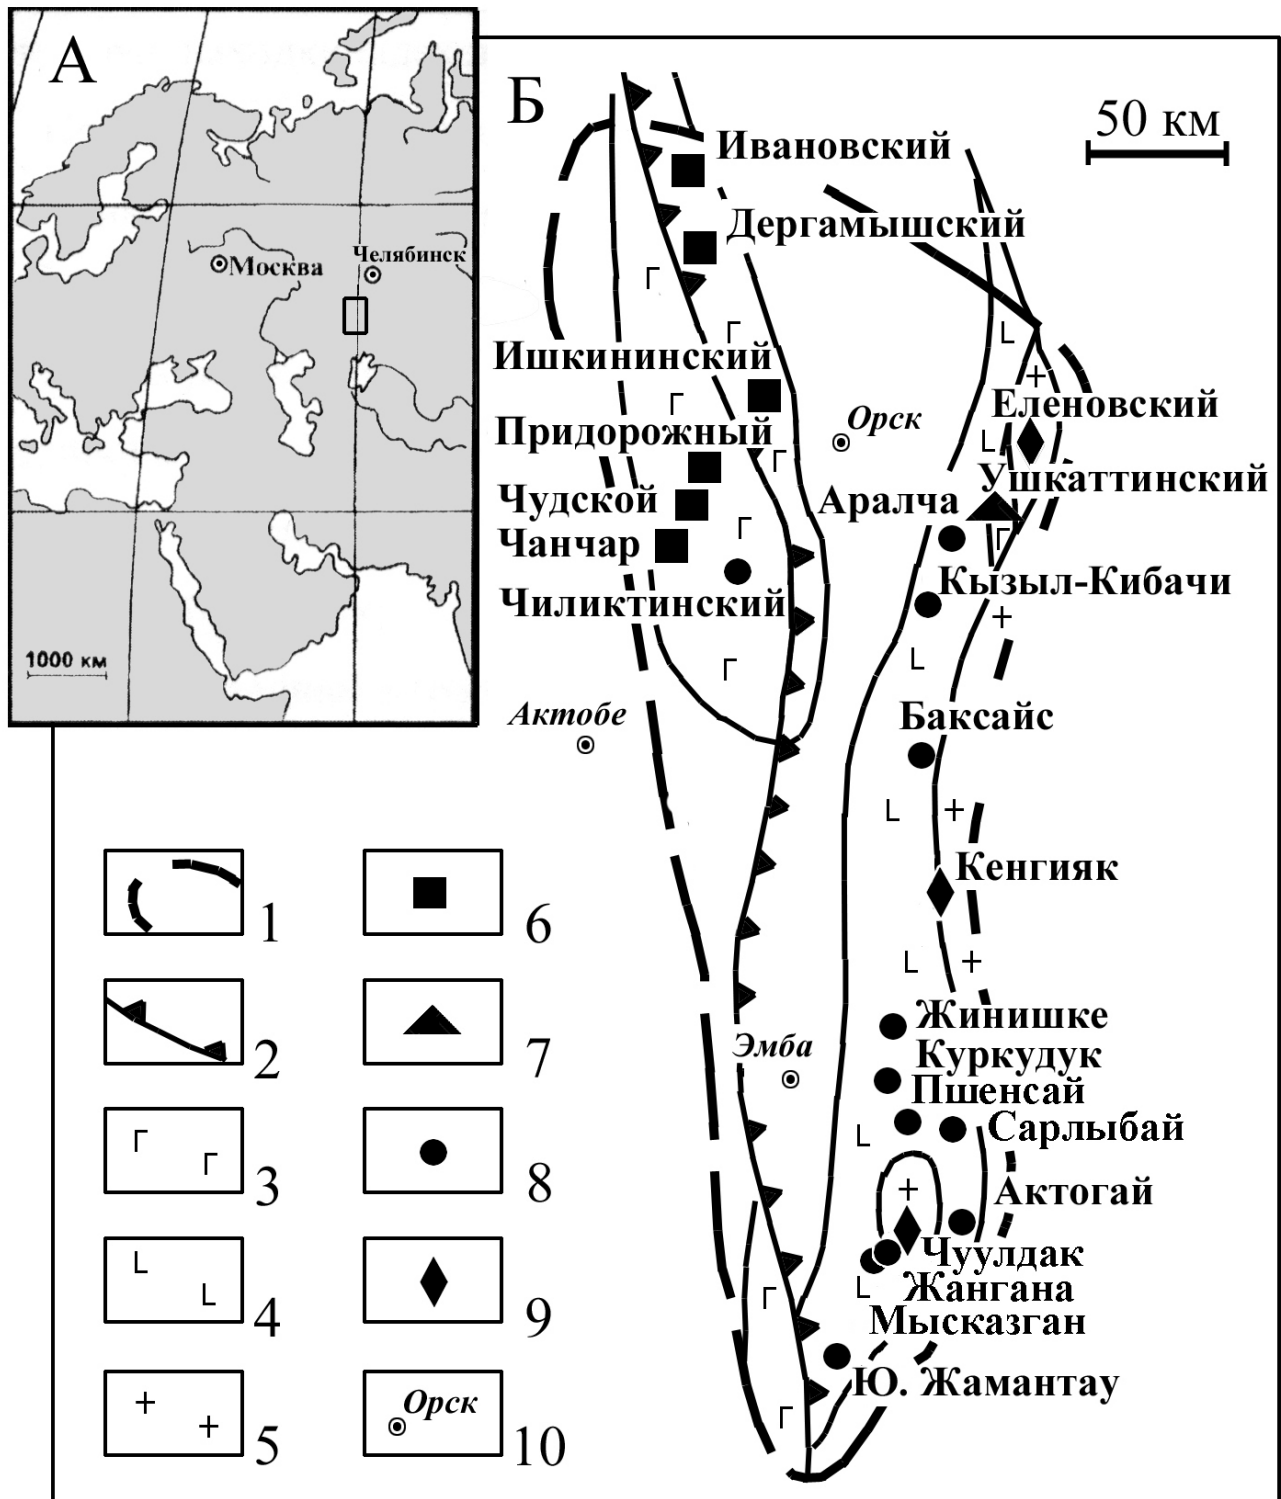 А
Москва
Челябинск
1000 км
Б
50 км
Ивановский
Дергамышский
Г
Г
L
Ишкининский
+
Г
Еленовский
Орск
Придорожный
L
Г
Ушкаттинский
Чудской
Аралча
Г
Г
Чанчар
Кызыл-Кибачи
Чиликтинский
+
L
Г
Актобе
Баксайс
L
+
Кенгияк
L
+
Жинишке
Эмба
Куркудук
Пшенсай
L
Сарлыбай
+
Актогай
Чуулдак
L
Жангана
Г
Мысказган
Ю. Жамантау
Г
1
2
Г
Г
3
L
L
4
+
+
5
6
7
8
9
Орск
10